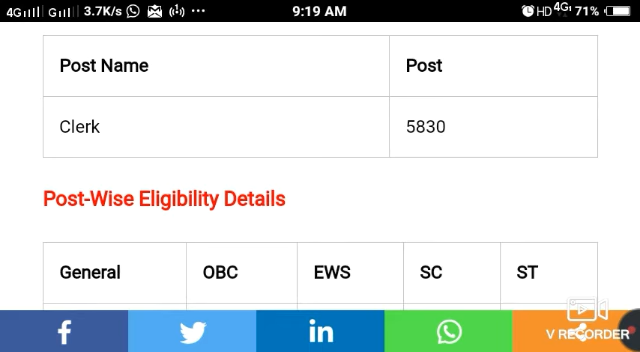 4G G 3.7K/s ··· 9:19 AM HD 4G 71%
Post Name Post
Clerk 5830
Post-Wise Eligibility Details
General OBC EWS SC ST
f in
V RECORDER